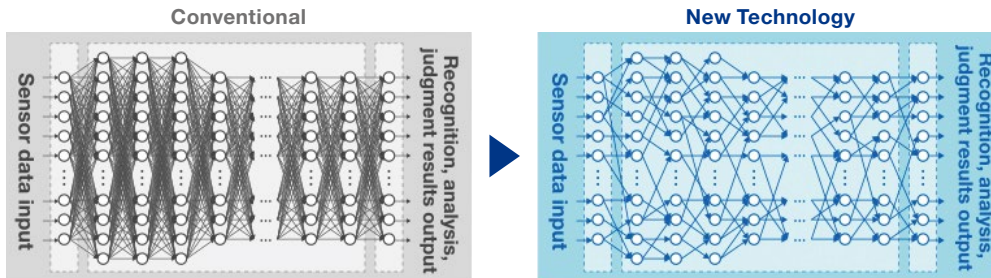 Conventional
New Technology
Sensor data input
Recognition, analysis,
judgment results output
Sensor data input
Recognition, analysis,
judgment results output